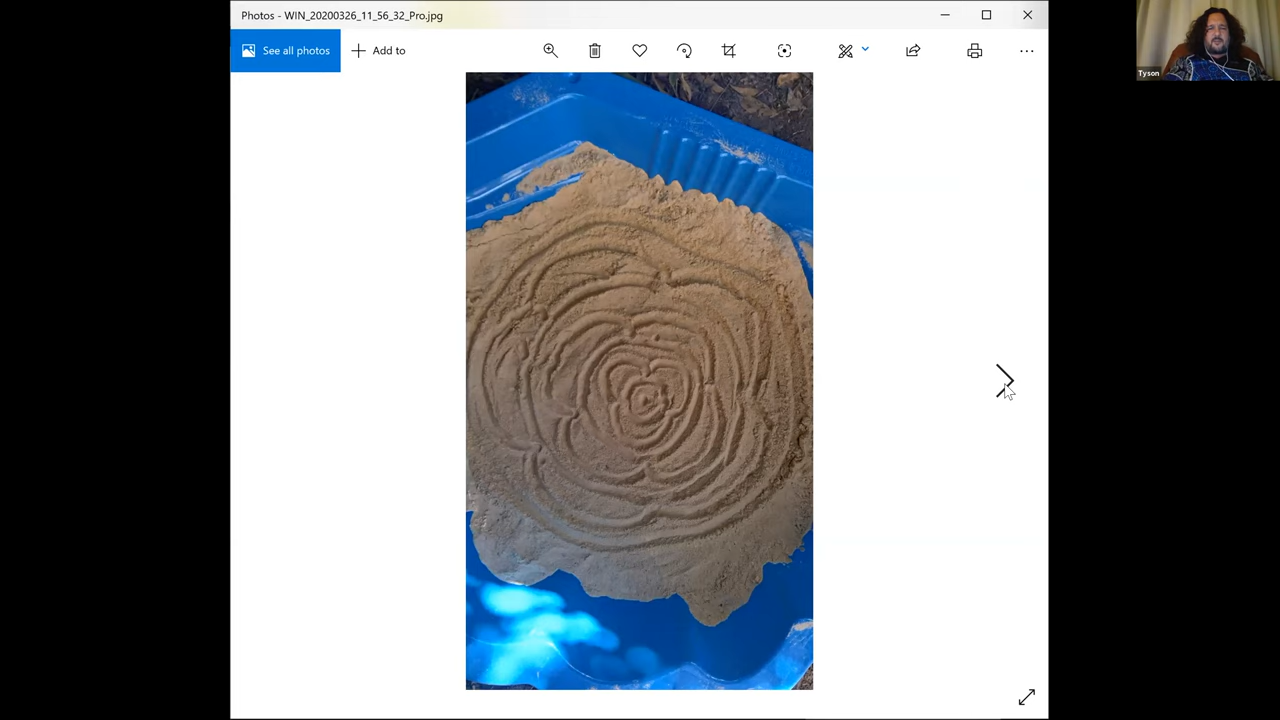 Photos - WIN_20200326_11_56_32_Pro.jpg
See all photos
Add to
Tyson